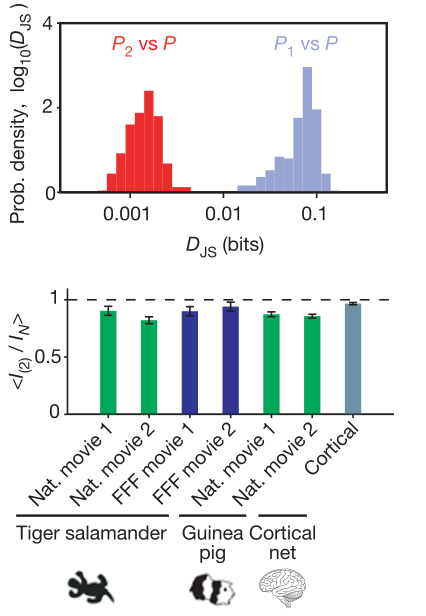 4
2
0
Prob. density, log10(DJS)
P2 vs P
P1 vs P
0.001
0.01
0.1
DJS (bits)
1
0.5
0
<I(2) / IN>
Nat. movie 1
Nat. movie 2
FFF movie 1
FFF movie 2
Nat. movie 1
Nat. movie 2
Cortical
Tiger salamander
Guinea pig
Cortical net